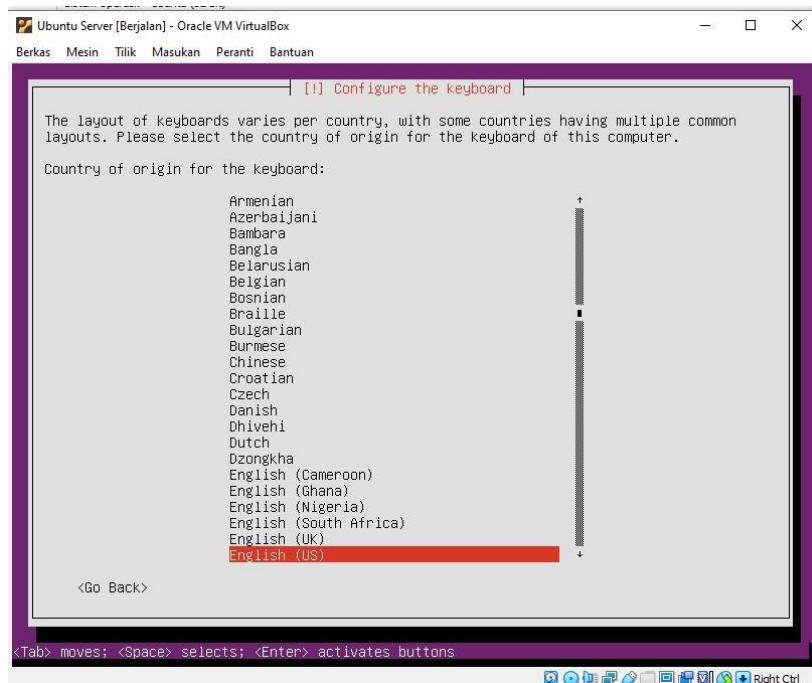 Ubuntu Server [Berjalan] - Oracle VM VirtualBox
Berkas Mesin Tilik Masukan Peranti Bantuan
[!] Configure the keyboard
The layout of keyboards varies per country, with some countries having multiple common
layouts. Please select the country of origin for the keyboard of this computer.
Country of origin for the keyboard:
Armenian
Azerbaijani
Bambara
Bangla
Belarusian
Belgian
Bosnian
Braille
Bulgarian
Burmese
Chinese
Croatian
Czech
Danish
Dhivehi
Dutch
Dzongkha
English (Cameroon)
English (Ghana)
English (Nigeria)
English (South Africa)
English (UK)
English (US)
<Go Back>
<Tab> moves; <Space> selects; <Enter> activates buttons
Right Ctrl